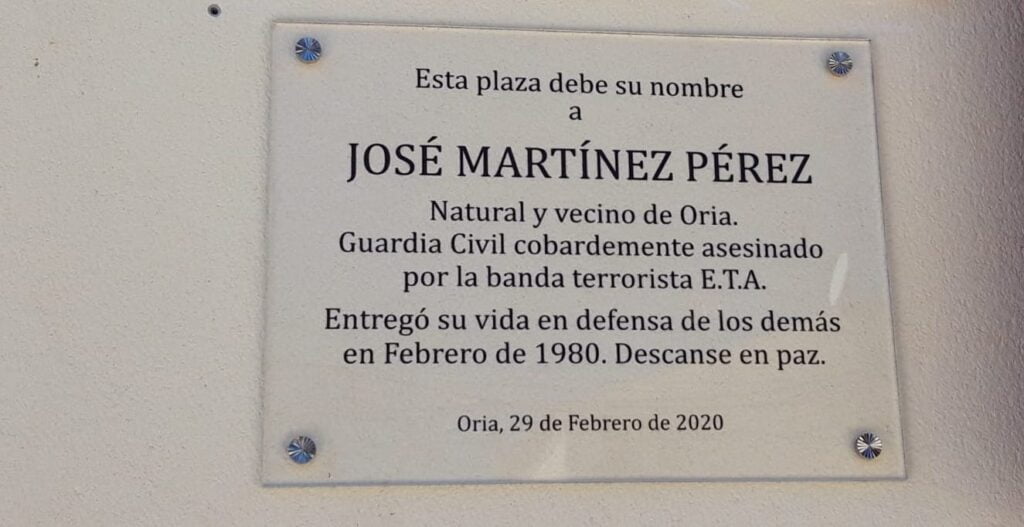 Esta plaza debe su nombre
a
JOSÉ MARTÍNEZ PÉREZ
Natural y vecino de Oria.
Guardia Civil cobardemente asesinado
por la banda terrorista E.T.A.
Entregó su vida en defensa de los demás
en Febrero de 1980. Descanse en paz.
Oria, 29 de Febrero de 2020